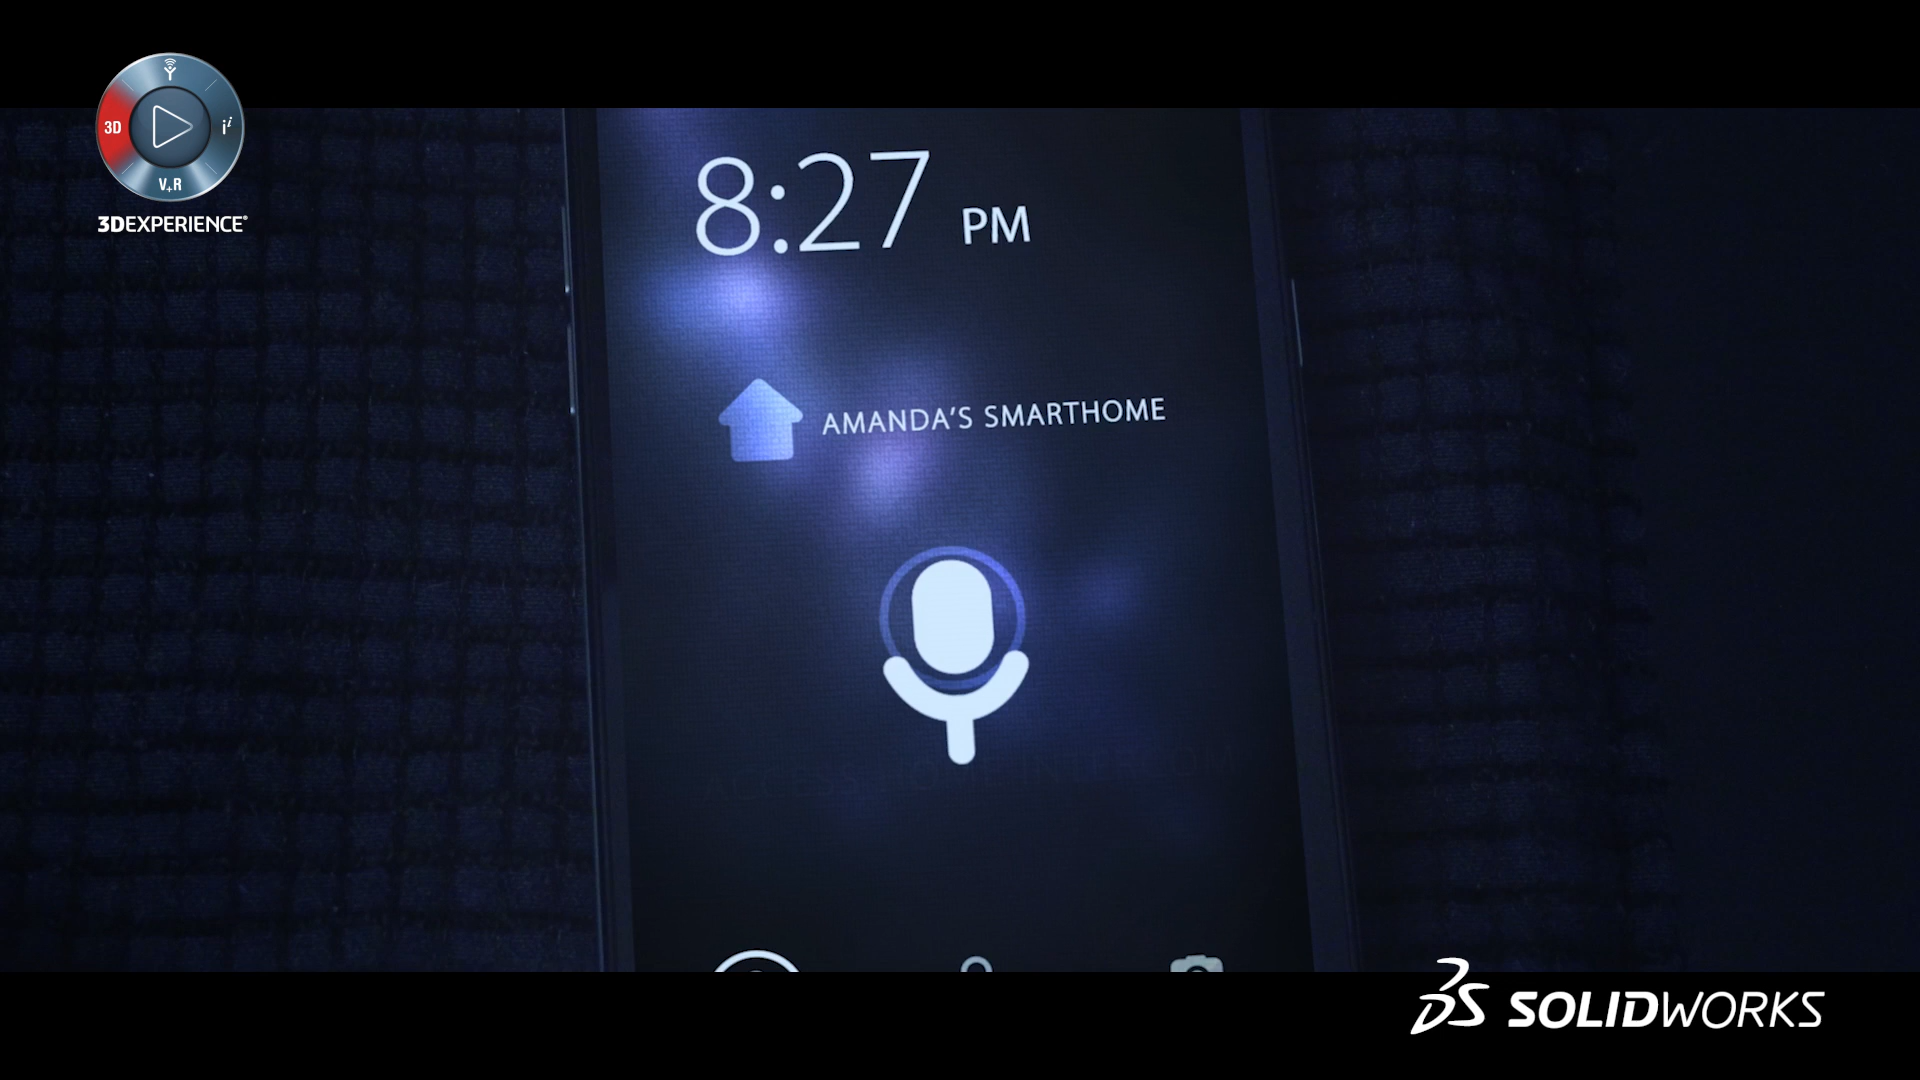 3D
V+R
3DEXPERIENCE®
8:27 PM
AMANDA'S SMARTHOME
SOLIDWORKS